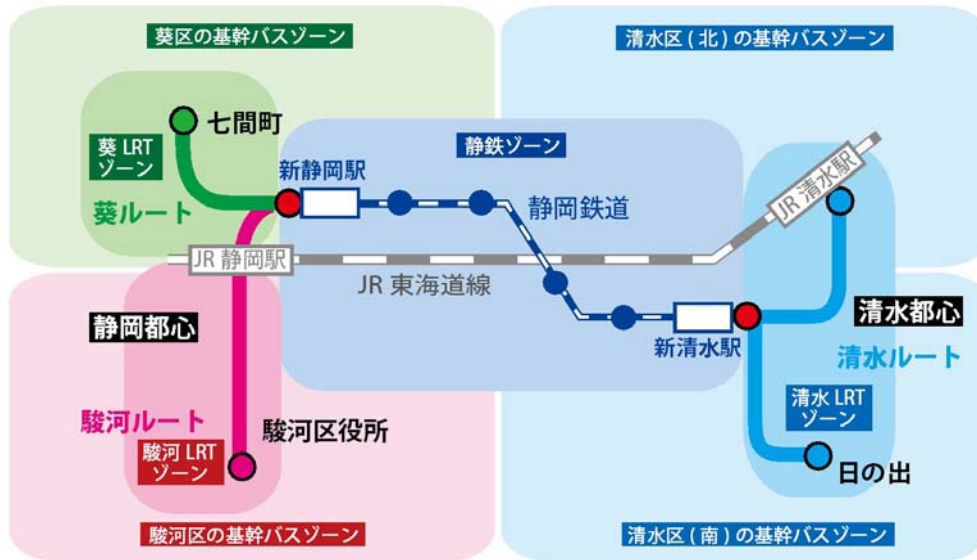 葵区の基幹バスゾーン
清水区(北)の基幹バスゾーン
七間町
葵 LRT
ゾーン
葵ルート
静鉄ゾーン
新静岡駅
静岡鉄道
JR 清水駅
JR 静岡駅
JR 東海道線
静岡都心
新清水駅
清水都心
清水ルート
駿河ルート
駿河区役所
駿河 LRT
ゾーン
清水 LRT
ゾーン
日の出
駿河区の基幹バスゾーン
清水区(南)の基幹バスゾーン